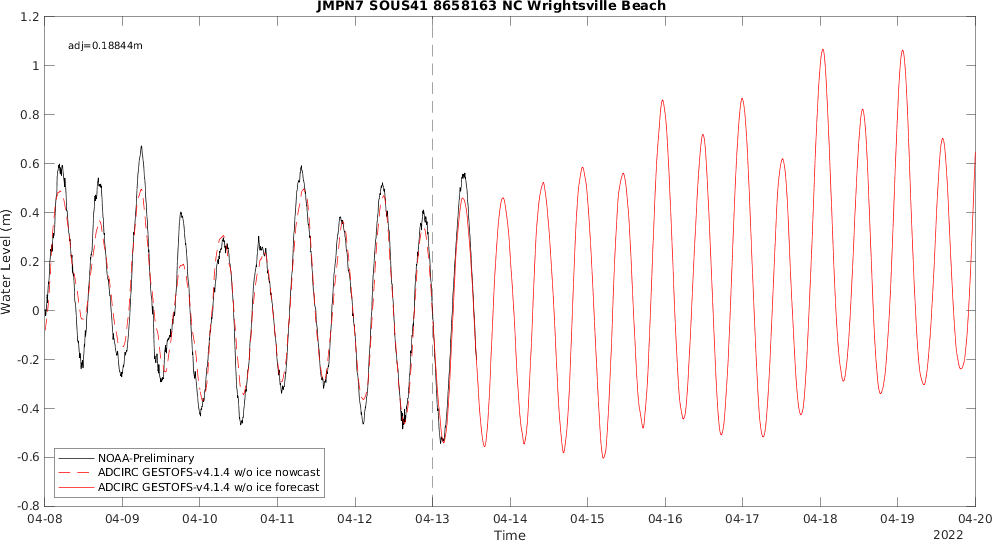 JMPN7 SOUS41 8658163 NC Wrightsville Beach
adj=0.18844m
1.2
1
0.8
0.6
0.4
0.2
0
-0.2
-0.4
-0.6
-0.8
Water Level (m)
NOAA-Preliminary
ADCIRC GESTOFS-v4.1.4 w/o ice nowcast
ADCIRC GESTOFS-v4.1.4 w/o ice forecast
04-08 04-09 04-10 04-11 04-12 04-13 04-14 04-15 04-16 04-17 04-18 04-19 04-20
Time
2022